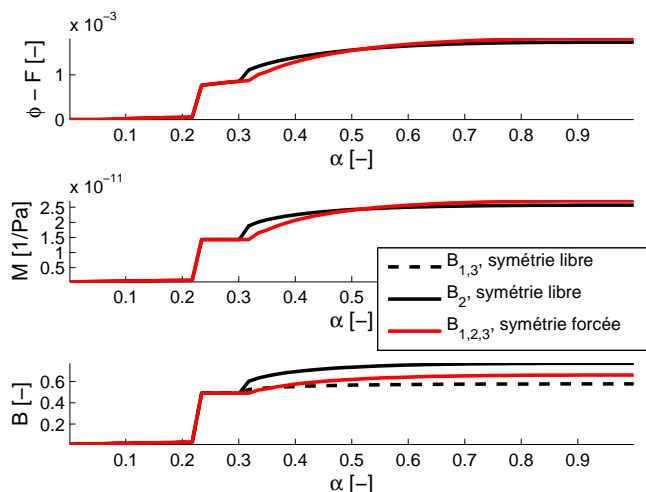 x 10⁻³
φ − F [−]
1
0
0.1 0.2 0.3 0.4 0.5 0.6 0.7 0.8 0.9
α [−]
x 10⁻¹¹
M [1/Pa]
2.5
1.5
0.5
0.1 0.2 0.3 0.4 0.5
α [−]
B₁,₃, symétrie libre
B₂, symétrie libre
B₁,₂,₃, symétrie forcée
B
0.6
0.4
0.2
0.1 0.2 0.3 0.4 0.5 0.6 0.7 0.8 0.9
α [−]